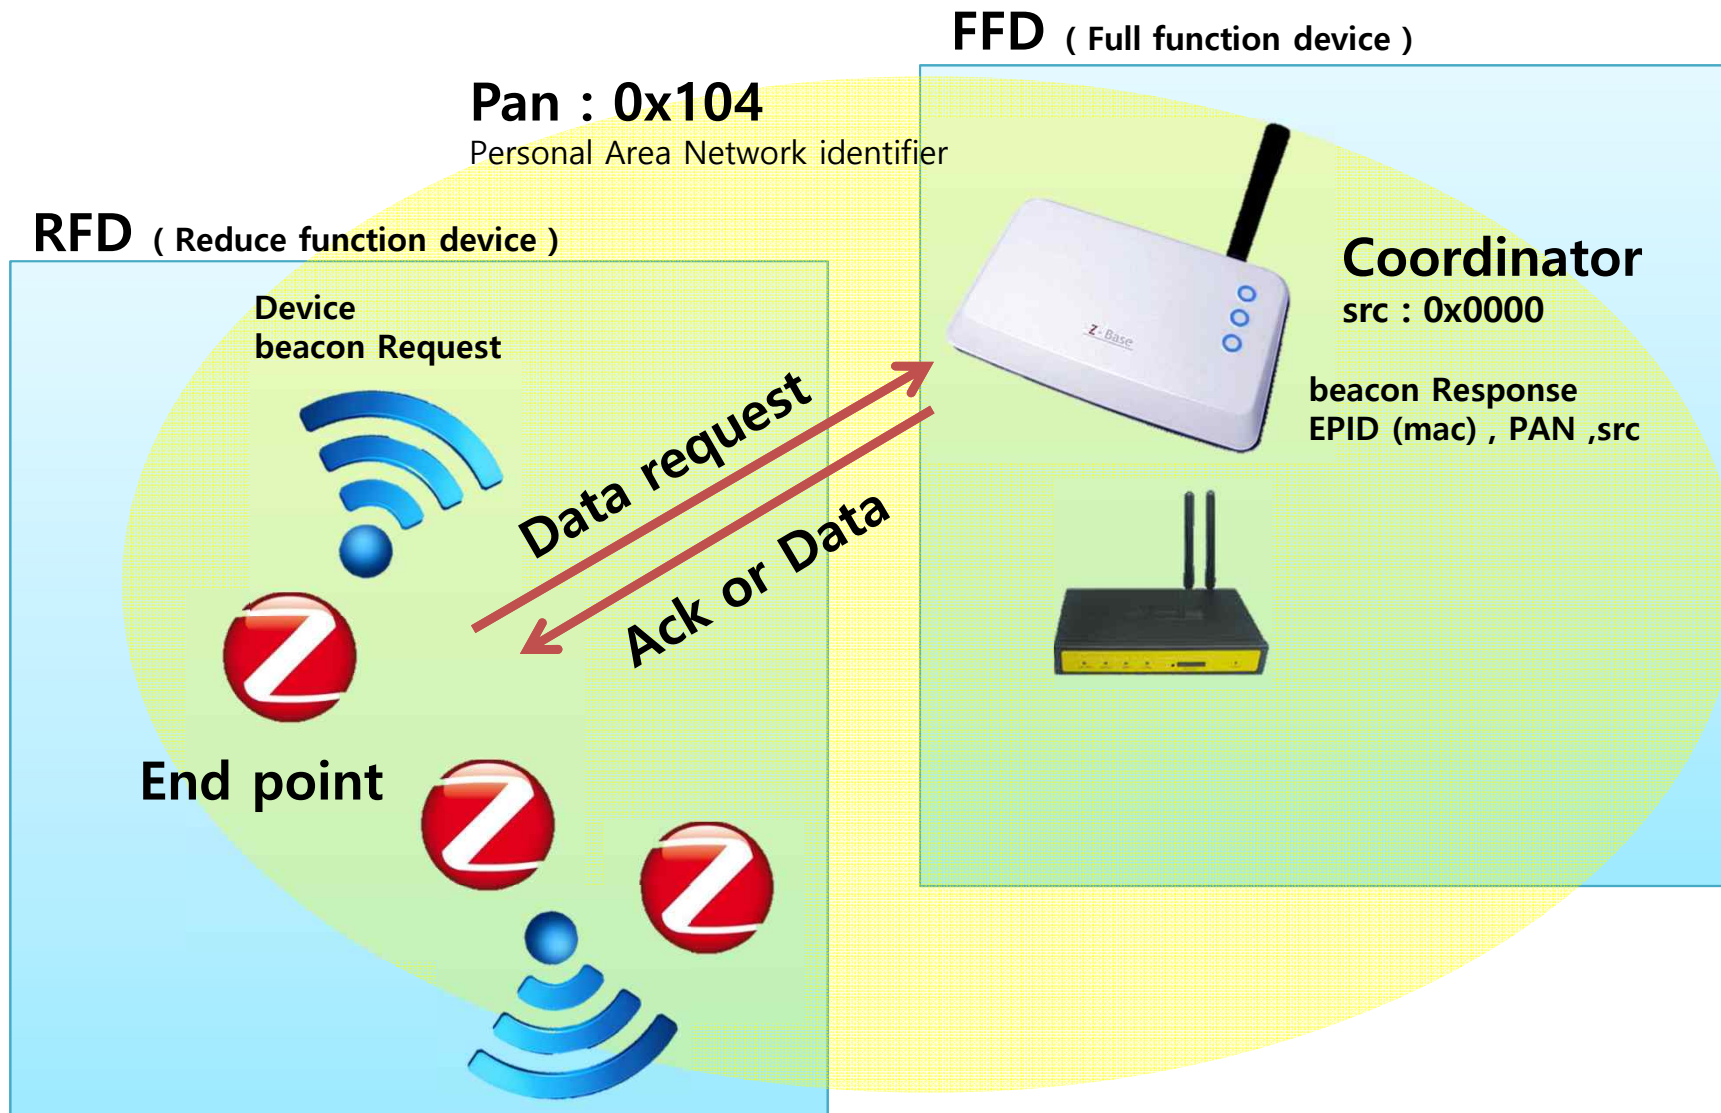 FFD ( Full function device )
Pan : 0x104
Personal Area Network identifier
RFD ( Reduce function device )
Device
beacon Request
Coordinator
src : 0x0000
beacon Response
EPID (mac) , PAN ,src
Z-Base
Data request
Ack or Data
End point